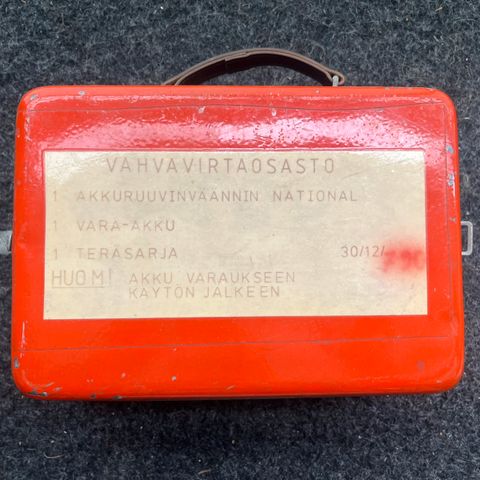 VAHVAVIRTAOSASTO
1 AKKURUUVINVÄÄNNIN NATIONAL
1 VARA-AKKU
1 TERÄSARJA 30/12/
HUOM! AKKU VARAUKSEEN
KÄYTÖN JÄLKEEN